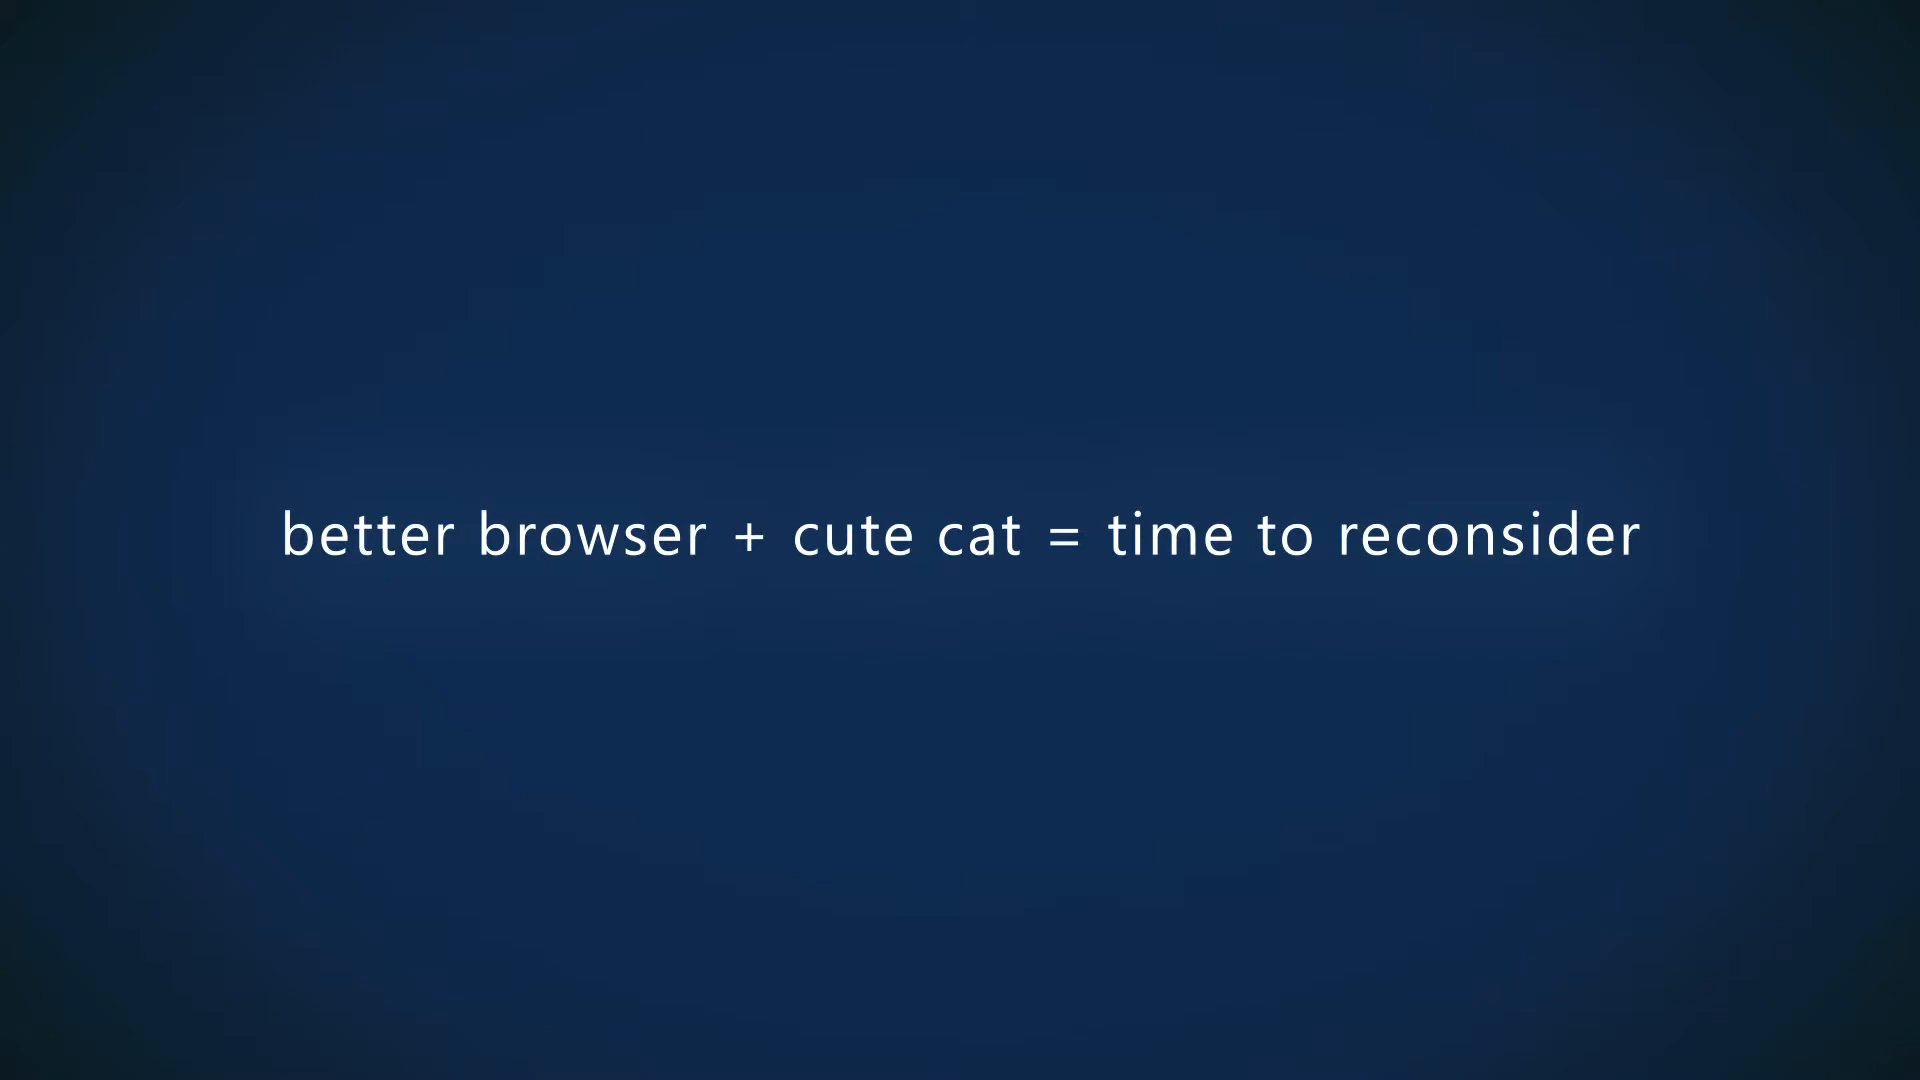 better browser + cute cat = time to reconsider